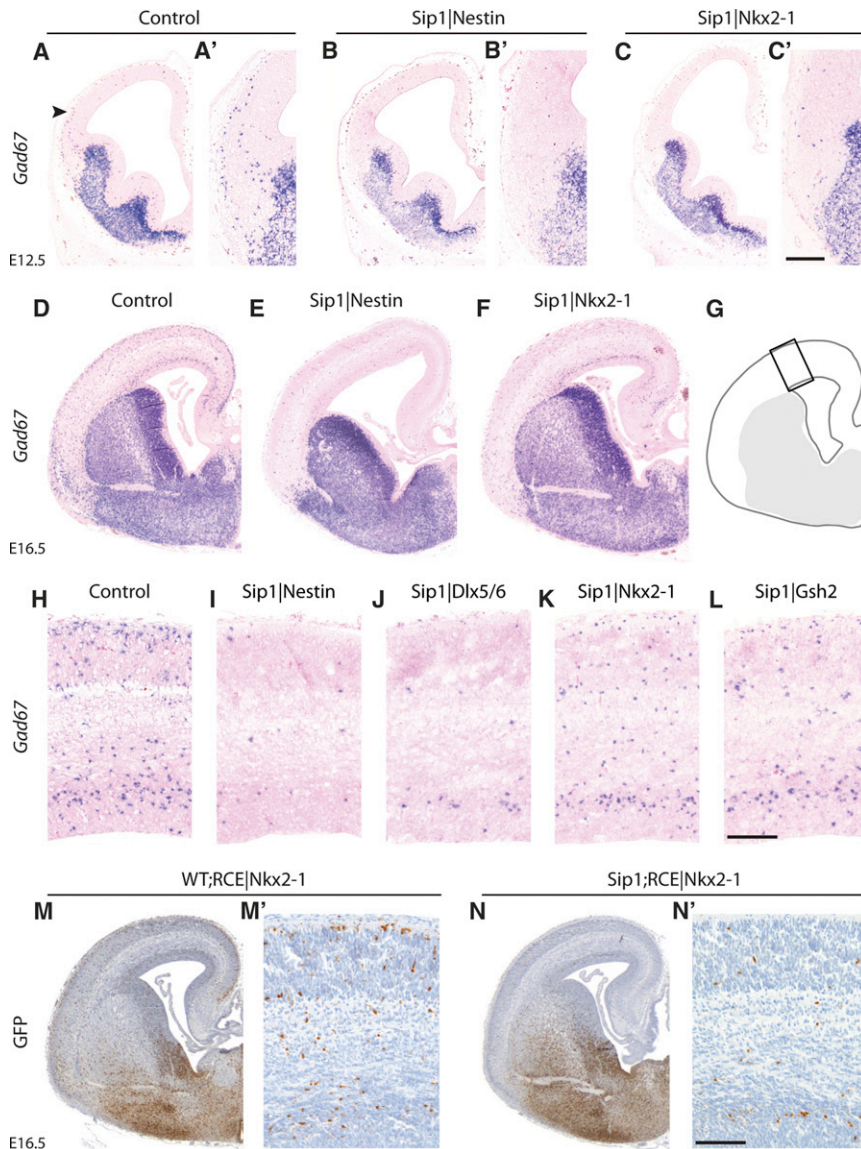 Control Sip1|Nestin Sip1|Nkx2-1
A A' B B' C C'
Gad67
E12.5
Control Sip1|Nestin Sip1|Nkx2-1
D E F G
Gad67
E16.5
Control Sip1|Nestin Sip1|Dlx5/6 Sip1|Nkx2-1 Sip1|Gsh2
H I J K L
Gad67
WT;RCE|Nkx2-1 Sip1;RCE|Nkx2-1
M M' N N'
GFP
E16.5